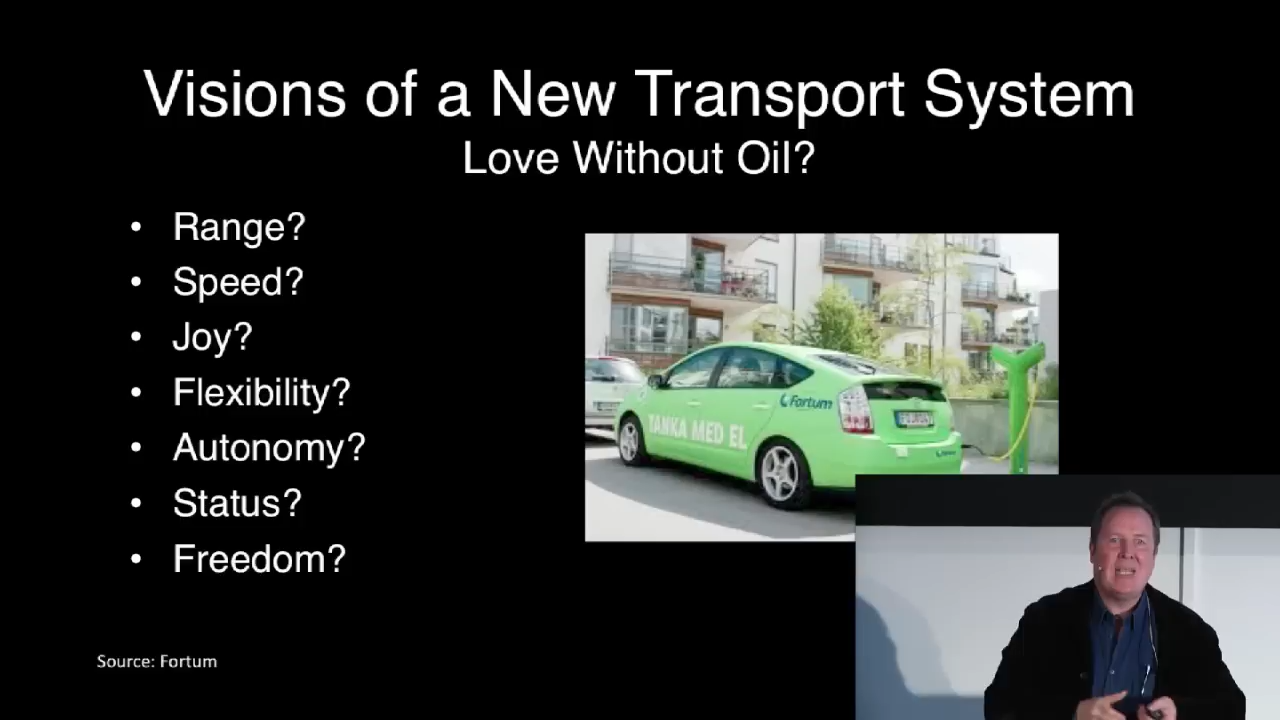 Visions of a New Transport System
Love Without Oil?
• Range?
• Speed?
• Joy?
• Flexibility?
• Autonomy?
• Status?
• Freedom?
Fortum
TANKA MED EL
Source: Fortum